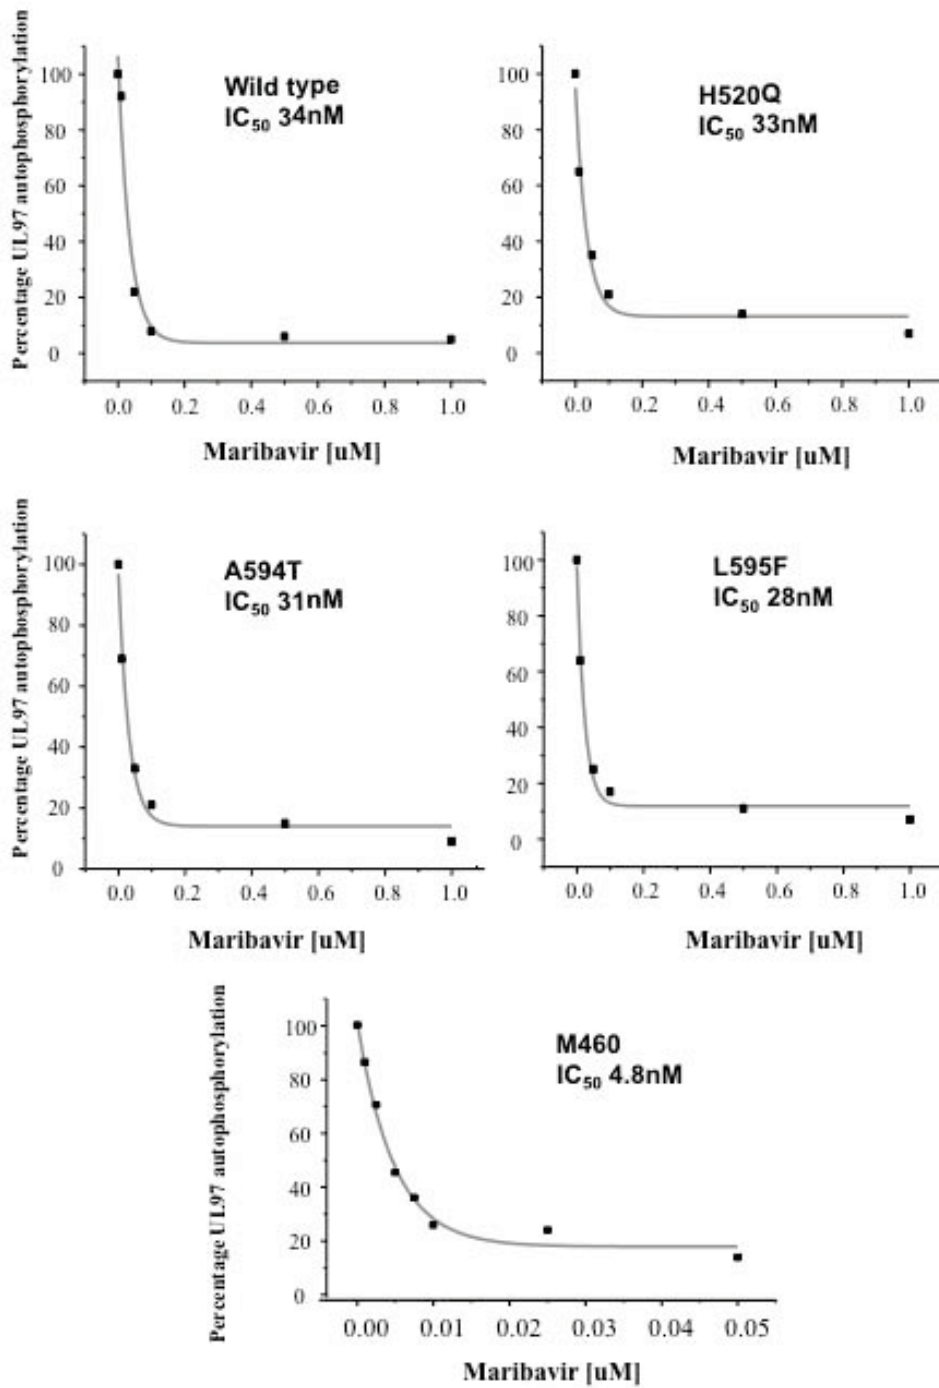 Percentage UL97 autophosphorylation
100
80
60
40
20
0
Wild type
IC50 34nM
0.0 0.2 0.4 0.6 0.8 1.0
Maribavir [uM]
100
80
60
40
20
0
H520Q
IC50 33nM
0.0 0.2 0.4 0.6 0.8 1.0
Maribavir [uM]
Percentage UL97 autophosphorylation
100
80
60
40
20
0
A594T
IC50 31nM
0.0 0.2 0.4 0.6 0.8 1.0
Maribavir [uM]
100
80
60
40
20
0
L595F
IC50 28nM
0.0 0.2 0.4 0.6 0.8 1.0
Maribavir [uM]
Percentage UL97 autophosphorylation
100
80
60
40
20
0
M460
IC50 4.8nM
0.00 0.01 0.02 0.03 0.04 0.05
Maribavir [uM]